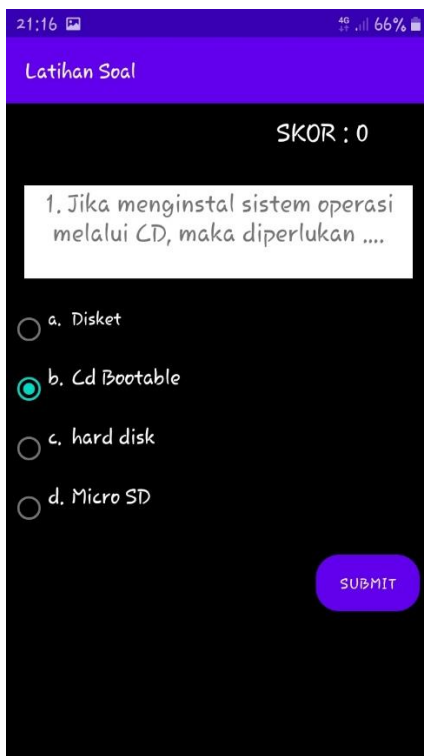 21:16 4G 66%
Latihan Soal
SKOR : 0
1. Jika menginstal sistem operasi
melalui CD, maka diperlukan ....
a. Disket
b. Cd Bootable
c. hard disk
d. Micro SD
SUBMIT